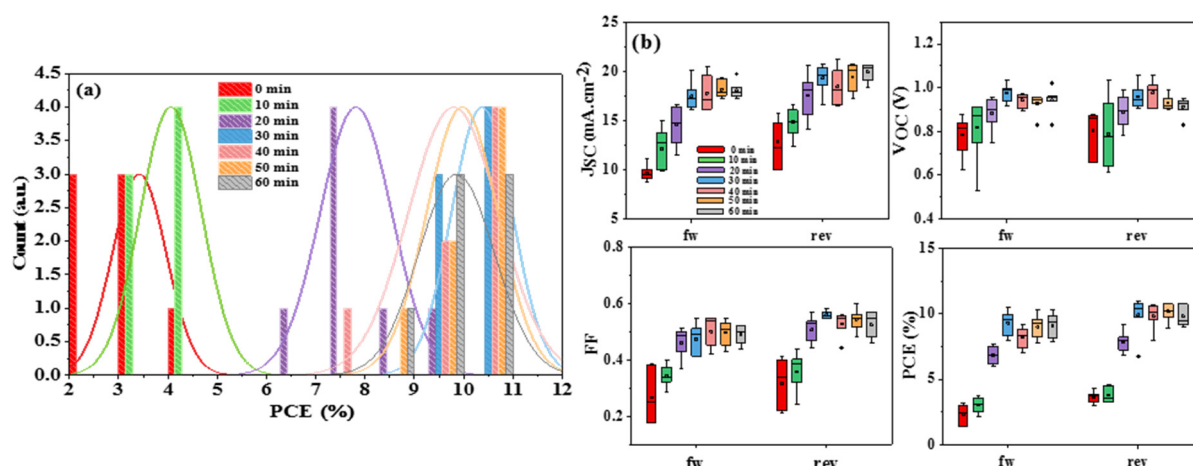 (a)
4.5
4.0
3.5
3.0
2.5
2.0
1.5
1.0
0.5
0.0
Count (a.u.)
0 min
10 min
20 min
30 min
40 min
50 min
60 min
2 3 4 5 6 7 8 9 10 11 12
PCE (%)
(b)
25
20
15
10
5
JSC (mA.cm-2)
0 min
10 min
20 min
30 min
40 min
50 min
60 min
fw rev
1.2
1.0
0.8
0.6
0.4
VOC (V)
fw rev
0.8
0.6
0.4
0.2
FF
fw rev
15
10
5
0
PCE (%)
fw rev